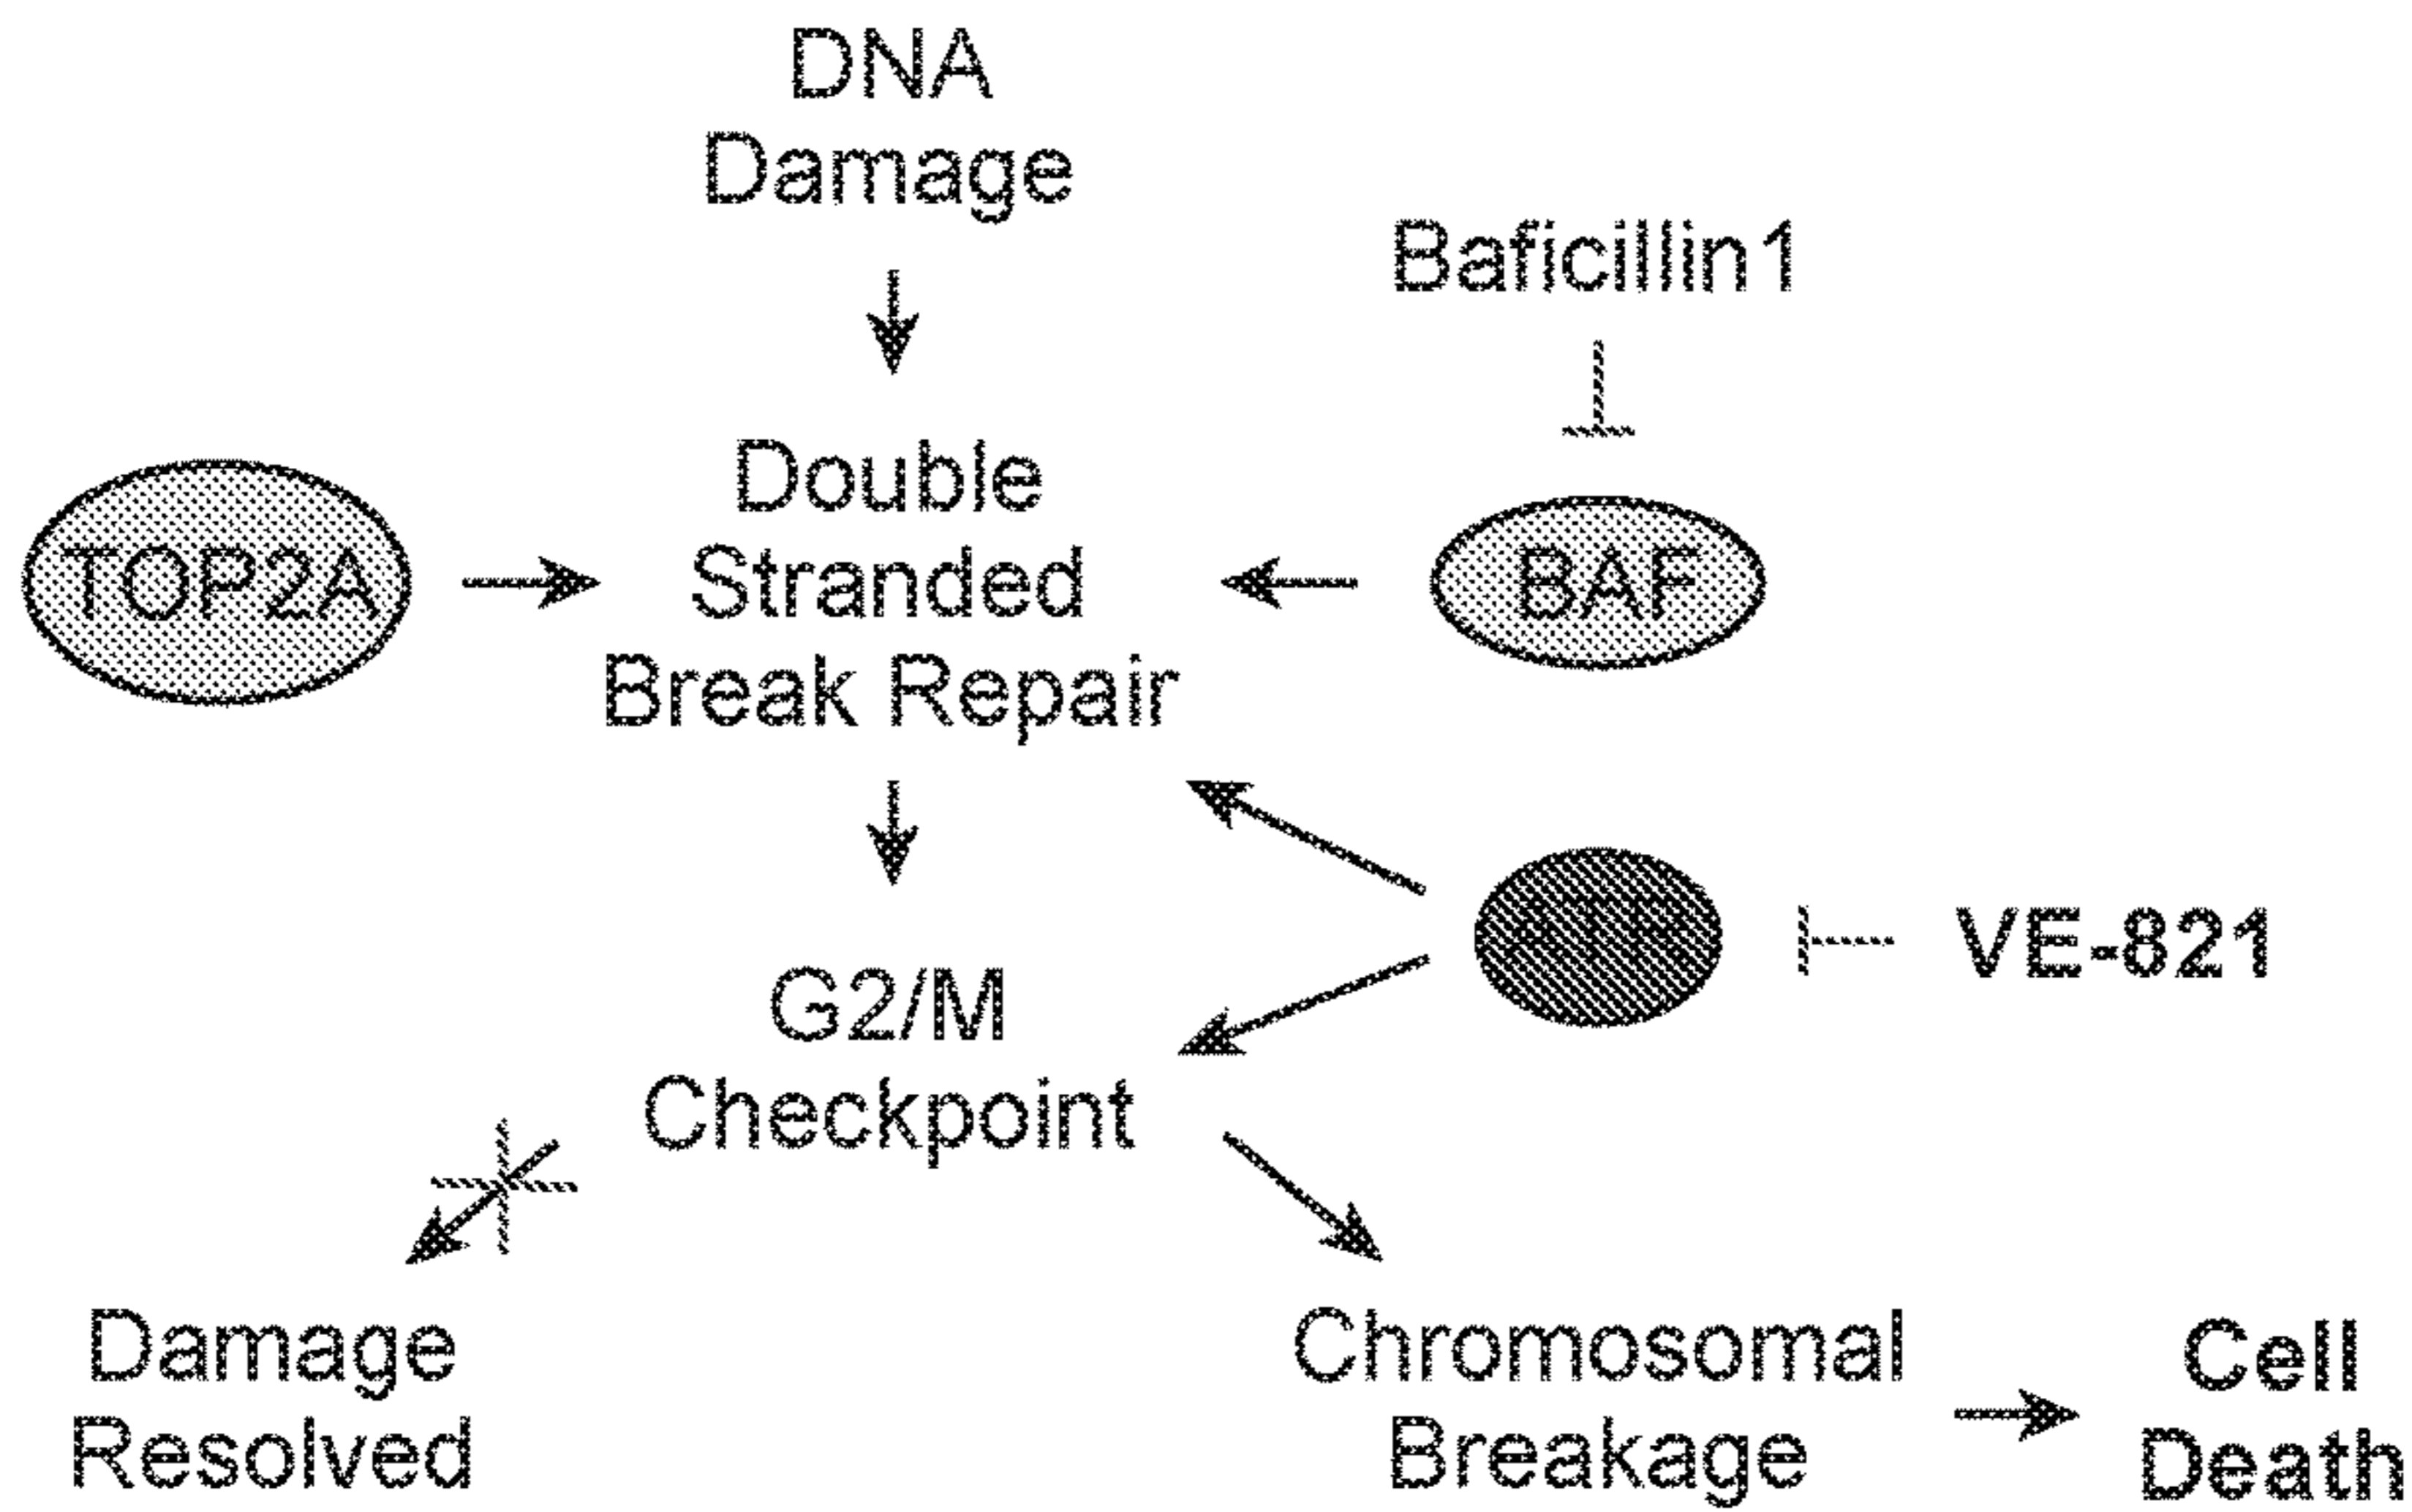 DNA
Damage
Baficillin1
Double
Stranded
Break Repair
TOP2A
BAF
VE-821
G2/M
Checkpoint
Damage
Resolved
Chromosomal
Breakage
Cell
Death